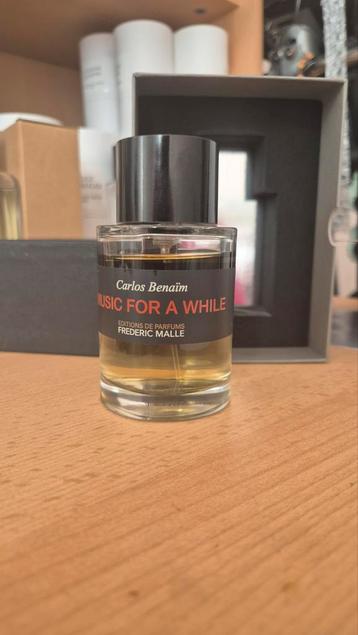 Carlos Benaïm
MUSIC FOR A WHILE
EDITIONS DE PARFUMS
FREDERIC MALLE